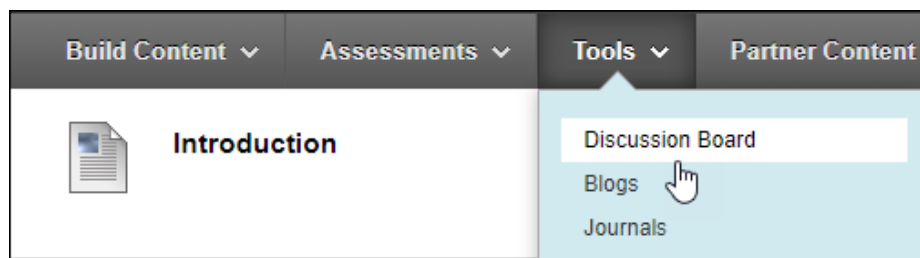 Build Content Assessments Tools Partner Content
Introduction
Discussion Board
Blogs
Journals